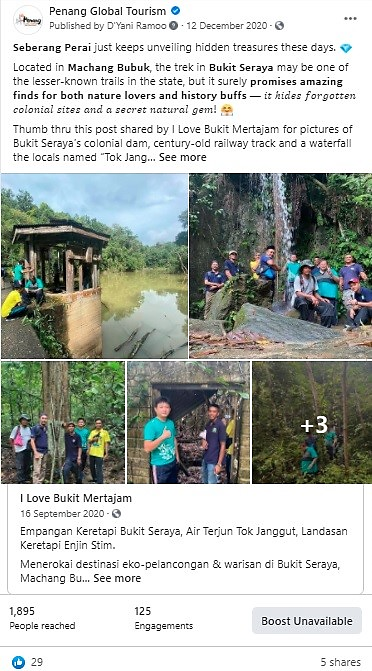 Penang Global Tourism
Published by D'Yani Ramoo · 12 December 2020 ·
Seberang Perai just keeps unveiling hidden treasures these days. 💎
Located in Machang Bubuk, the trek in Bukit Seraya may be one
of the lesser-known trails in the state, but it surely promises amazing
finds for both nature lovers and history buffs — it hides forgotten
colonial sites and a secret natural gem! 🤗
Thumb thru this post shared by I Love Bukit Mertajam for pictures of
Bukit Seraya's colonial dam, century-old railway track and a waterfall
the locals named "Tok Jang... See more
+3
I Love Bukit Mertajam
16 September 2020 ·
Empangan Keretapi Bukit Seraya, Air Terjun Tok Janggut, Landasan
Keretapi Enjin Stim.
Menerokai destinasi eko-pelancongan & warisan di Bukit Seraya,
Machang Bu... See more
1,895
People reached
125
Engagements
Boost Unavailable
29
5 shares